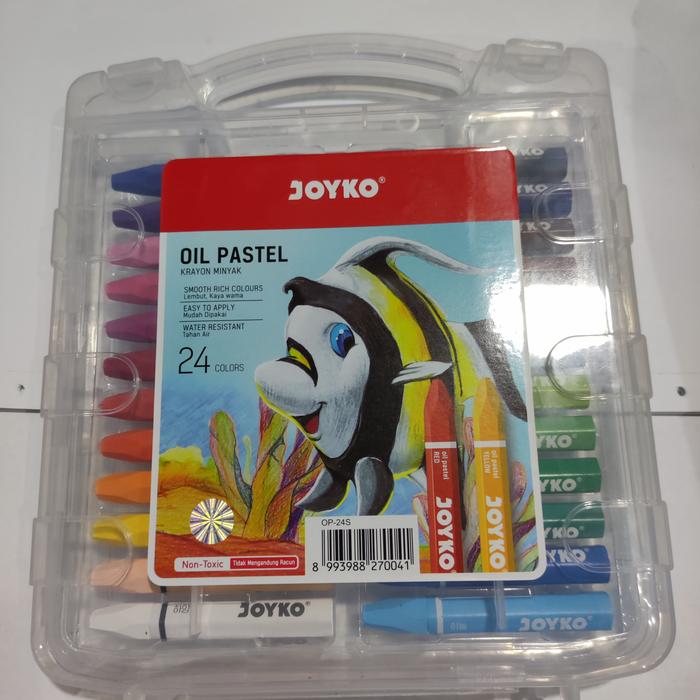 JOYKO®
OIL PASTEL
KRAYON MINYAK
SMOOTH RICH COLOURS
Lembut, Kaya warna
EASY TO APPLY
Mudah Dipakai
WATER RESISTANT
Tahan Air
24 COLORS
oil pastel
RED
JOYKO
oil pastel
YELLOW
JOYKO
OP-24S
8 993988 270041
Non-Toxic
Tidak Mengandung Racun
JOYKO®
JOYKO®